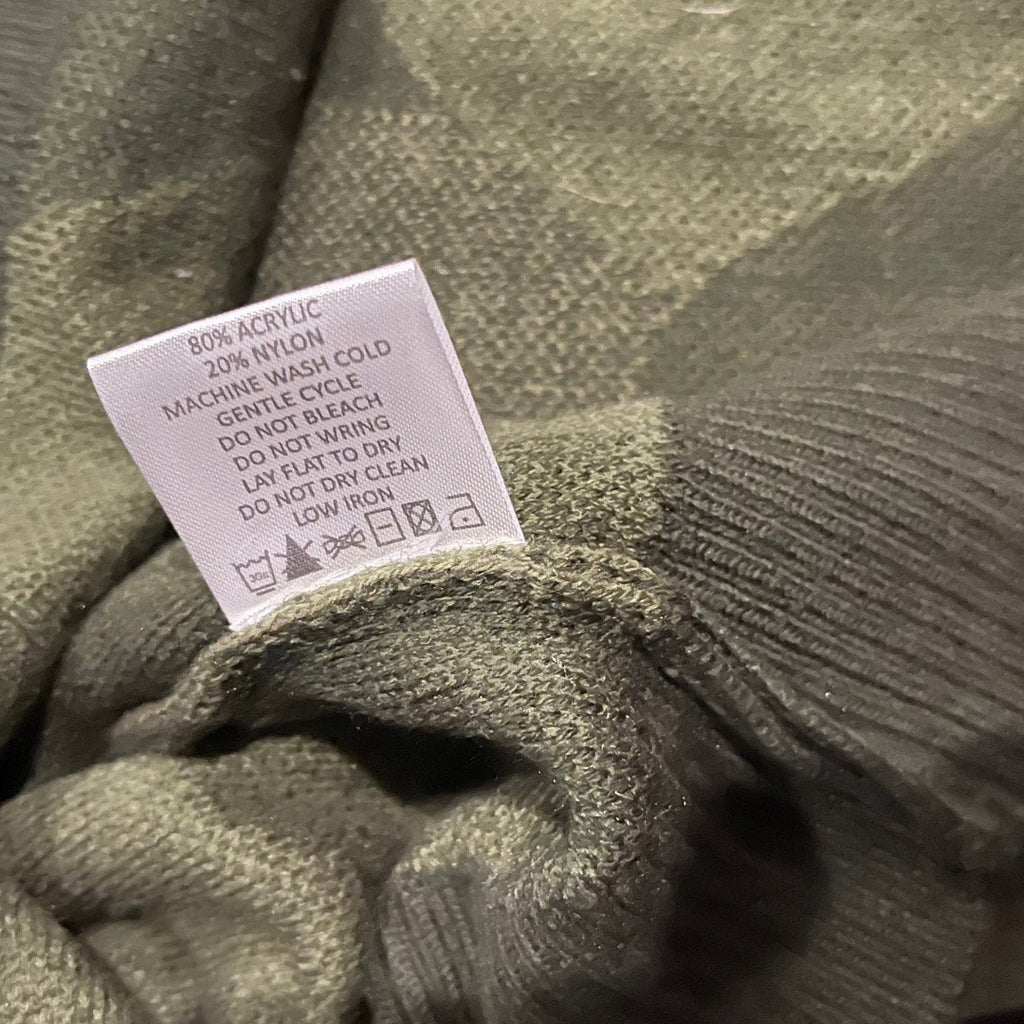 80% ACRYLIC
20% NYLON
MACHINE WASH COLD
GENTLE CYCLE
DO NOT BLEACH
DO NOT WRING
LAY FLAT TO DRY
DO NOT DRY CLEAN
LOW IRON